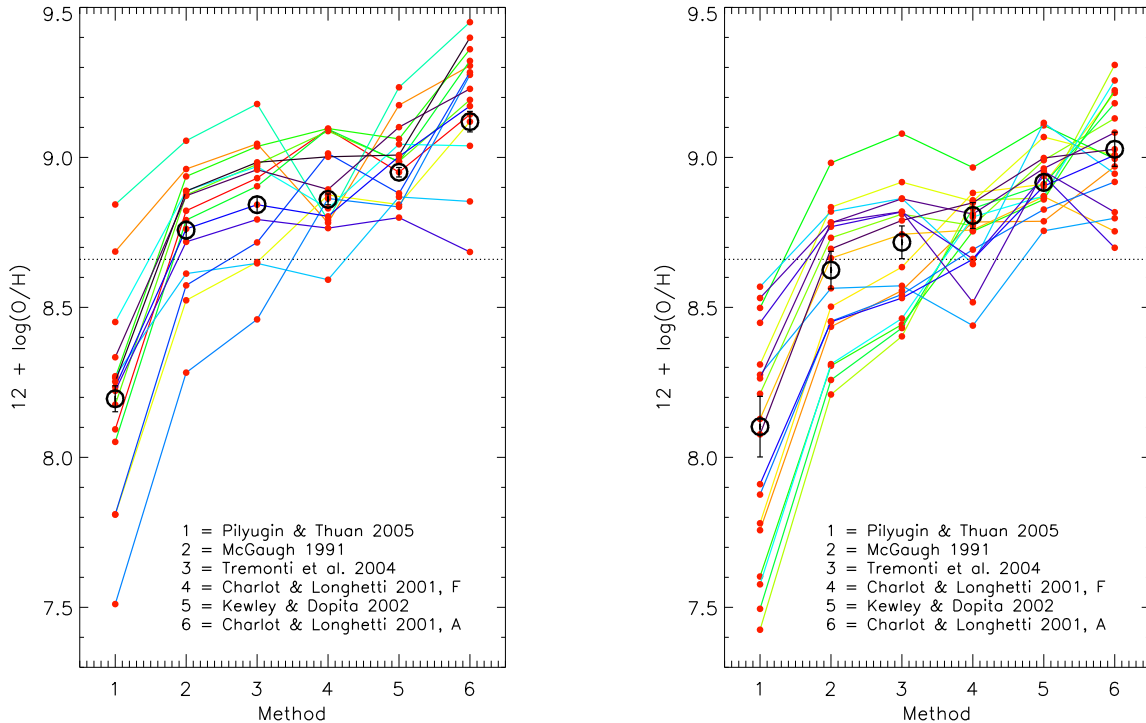 9.5
9.0
8.5
8.0
7.5
12 + log(O/H)
1 = Pilyugin & Thuan 2005
2 = McGaugh 1991
3 = Tremonti et al. 2004
4 = Charlot & Longhetti 2001, F
5 = Kewley & Dopita 2002
6 = Charlot & Longhetti 2001, A
1 2 3 4 5 6
Method
9.5
9.0
8.5
8.0
7.5
12 + log(O/H)
1 = Pilyugin & Thuan 2005
2 = McGaugh 1991
3 = Tremonti et al. 2004
4 = Charlot & Longhetti 2001, F
5 = Kewley & Dopita 2002
6 = Charlot & Longhetti 2001, A
1 2 3 4 5 6
Method